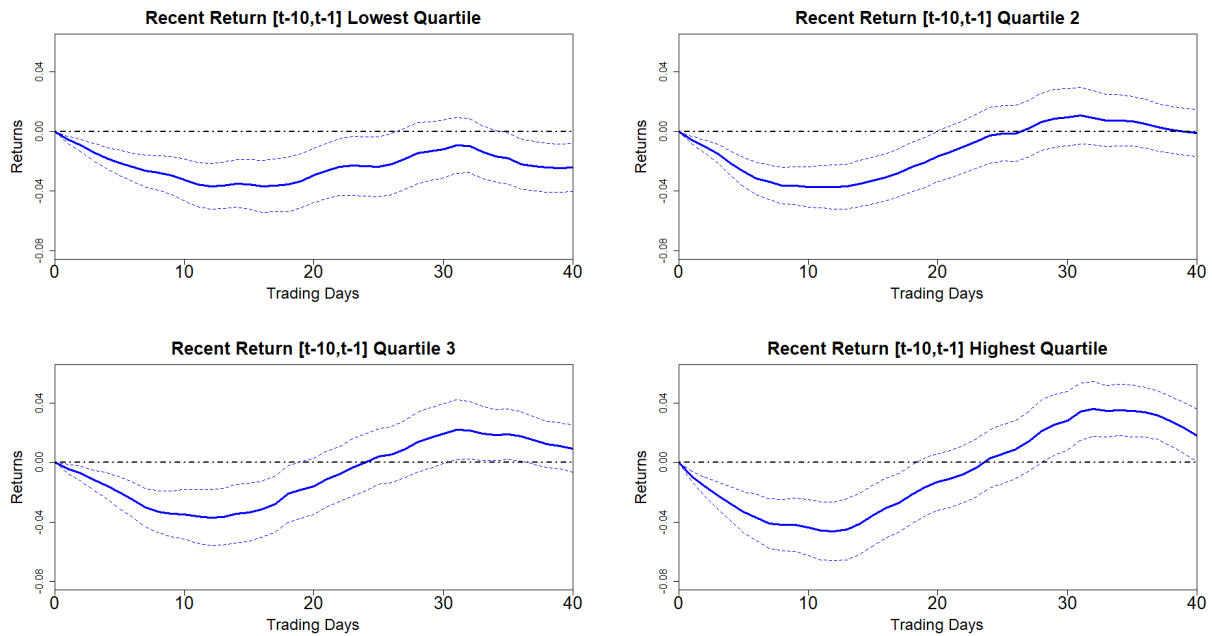 Recent Return [t-10,t-1] Lowest Quartile
Returns
0.04
0.00
-0.04
-0.08
0 10 20 30 40
Trading Days
Recent Return [t-10,t-1] Quartile 2
Returns
0.04
0.00
-0.04
-0.08
0 10 20 30 40
Trading Days
Recent Return [t-10,t-1] Quartile 3
Returns
0.04
0.00
-0.04
-0.08
0 10 20 30 40
Trading Days
Recent Return [t-10,t-1] Highest Quartile
Returns
0.04
0.00
-0.04
-0.08
0 10 20 30 40
Trading Days